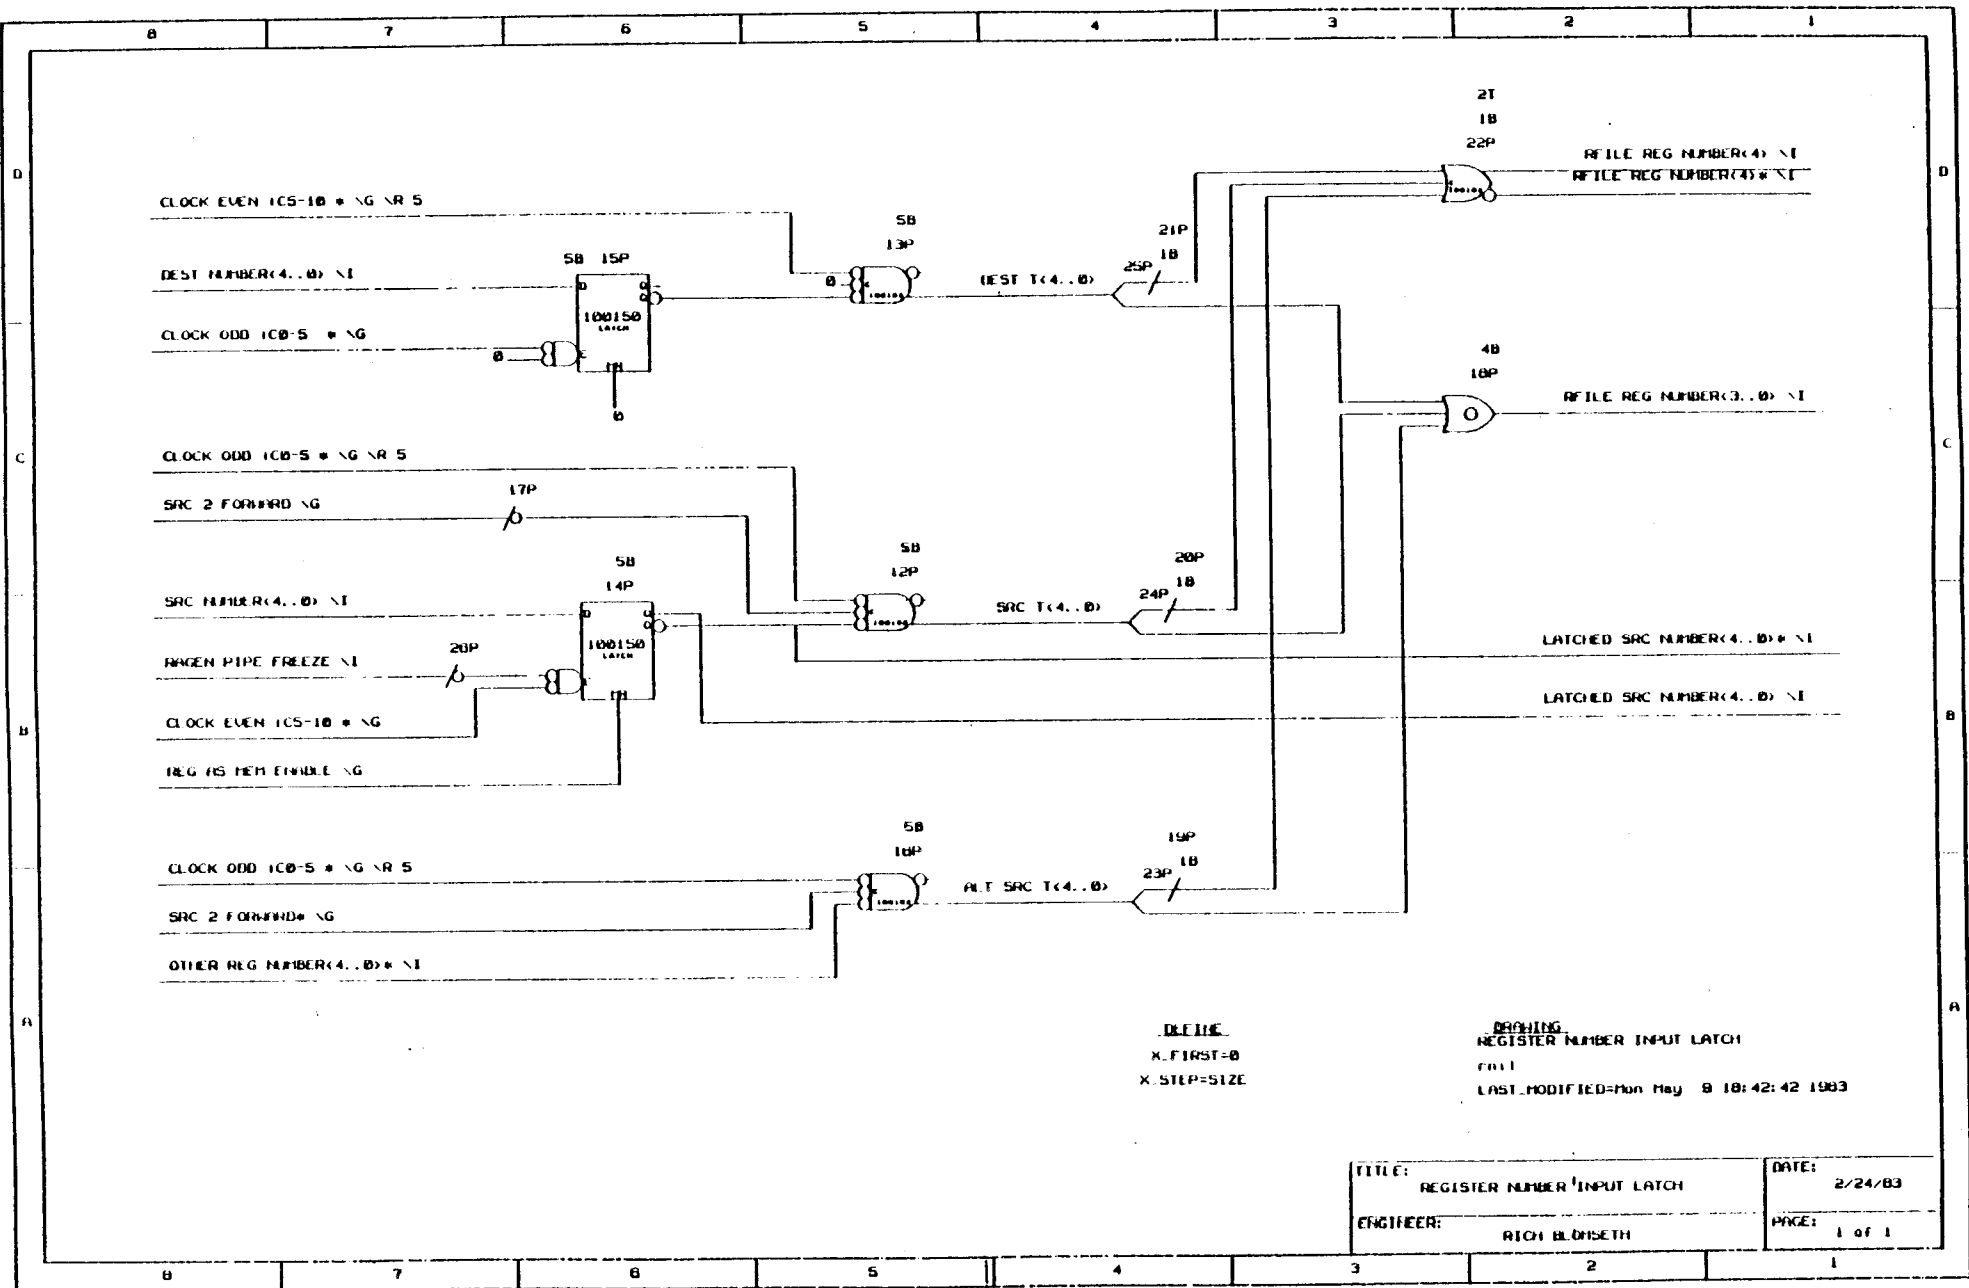 8 7 6 5 4 3 2 1
2T
1B
22P
RFILE REG NUMBER<4> \I
D D
RFILE REG NUMBER<4>* \I
CLOCK EVEN !C5-10 * \G \R 5
5B
13P
21P
1B
25P
5B 15P
DEST NUMBER<4..0> \I
0
DEST T<4..0>
D
Q
Q
100150
LATCH
CLOCK ODD !C0-5 * \G
0
4B
18P
MR
RFILE REG NUMBER<3..0> \I
0
C C
CLOCK ODD !C0-5 * \G \R 5
17P
SRC 2 FORWARD \G
5B
12P
5B
14P
20P
1B
24P
SRC NUMBER<4..0> \I
SRC T<4..0>
D
Q
Q
100150
LATCH
LATCHED SRC NUMBER<4..0>* \I
RAGEN PIPE FREEZE \I
26P
MR
LATCHED SRC NUMBER<4..0> \I
CLOCK EVEN !C5-10 * \G
B B
REG AS MEM ENABLE \G
5B
19P
1B
23P
CLOCK ODD !C0-5 * \G \R 5
ALT SRC T<4..0>
SRC 2 FORWARD* \G
OTHER REG NUMBER<4..0>* \I
A A
DEFINE
X_FIRST=0
X_STEP=SIZE
DRAWING
REGISTER NUMBER INPUT LATCH
LAST_MODIFIED=Mon May 9 18:42:42 1983
TITLE:
REGISTER NUMBER INPUT LATCH
DATE:
2/24/83
ENGINEER:
RICH BLOMSETH
PAGE:
1 of 1
8 7 6 5 4 3 2 1